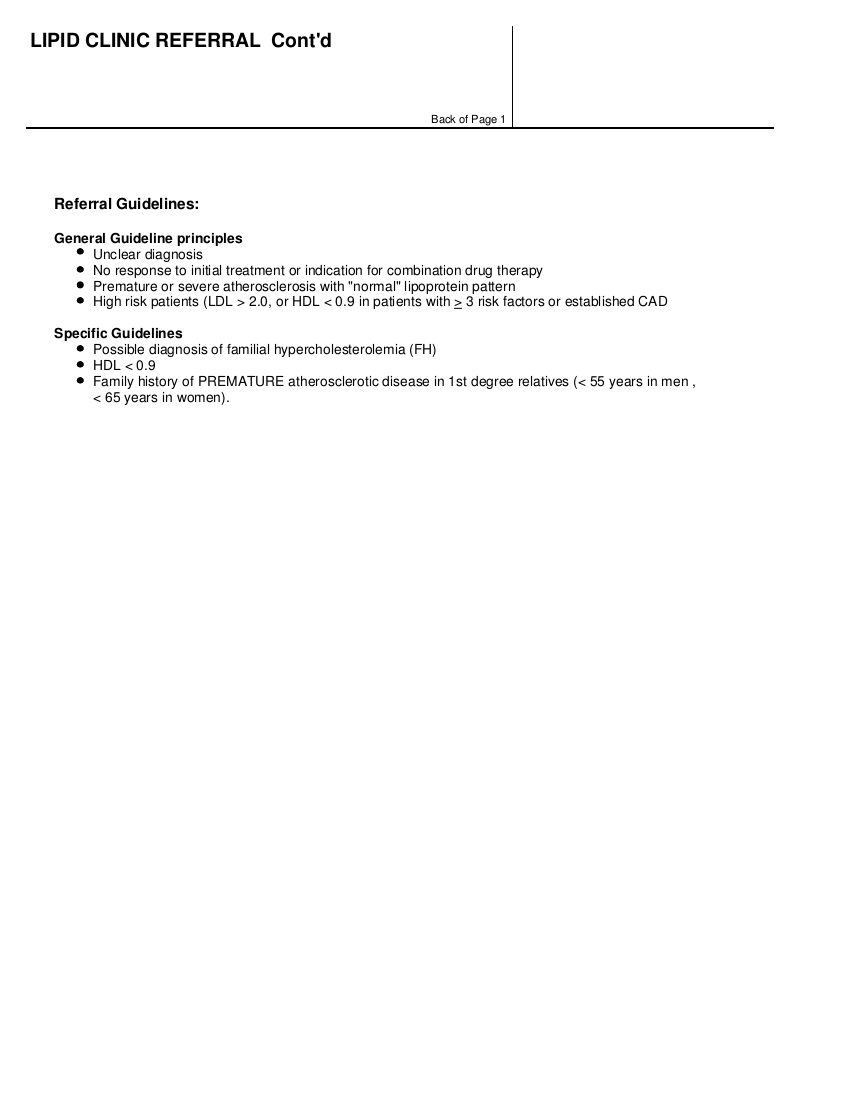 LIPID CLINIC REFERRAL  Cont'd
Back of Page 1
Referral Guidelines:
General Guideline principles
● Unclear diagnosis
● No response to initial treatment or indication for combination drug therapy
● Premature or severe atherosclerosis with "normal" lipoprotein pattern
● High risk patients (LDL > 2.0, or HDL < 0.9 in patients with ≥ 3 risk factors or established CAD
Specific Guidelines
● Possible diagnosis of familial hypercholesterolemia (FH)
● HDL < 0.9
● Family history of PREMATURE atherosclerotic disease in 1st degree relatives (< 55 years in men ,
< 65 years in women).